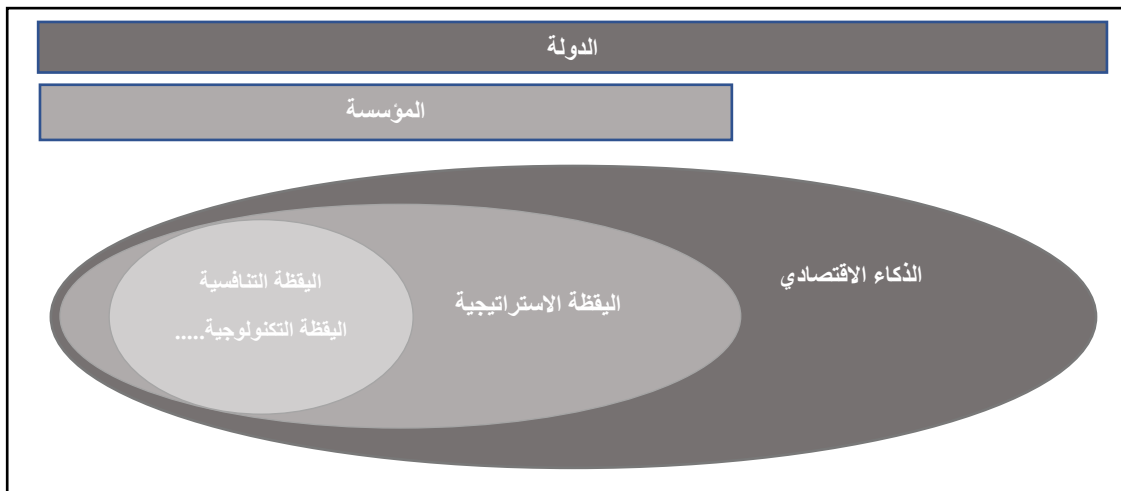 الدولة
المؤسسة
الذكاء الاقتصادي
اليقظة الاستراتيجية
اليقظة التنافسية
اليقظة التكنولوجية.....